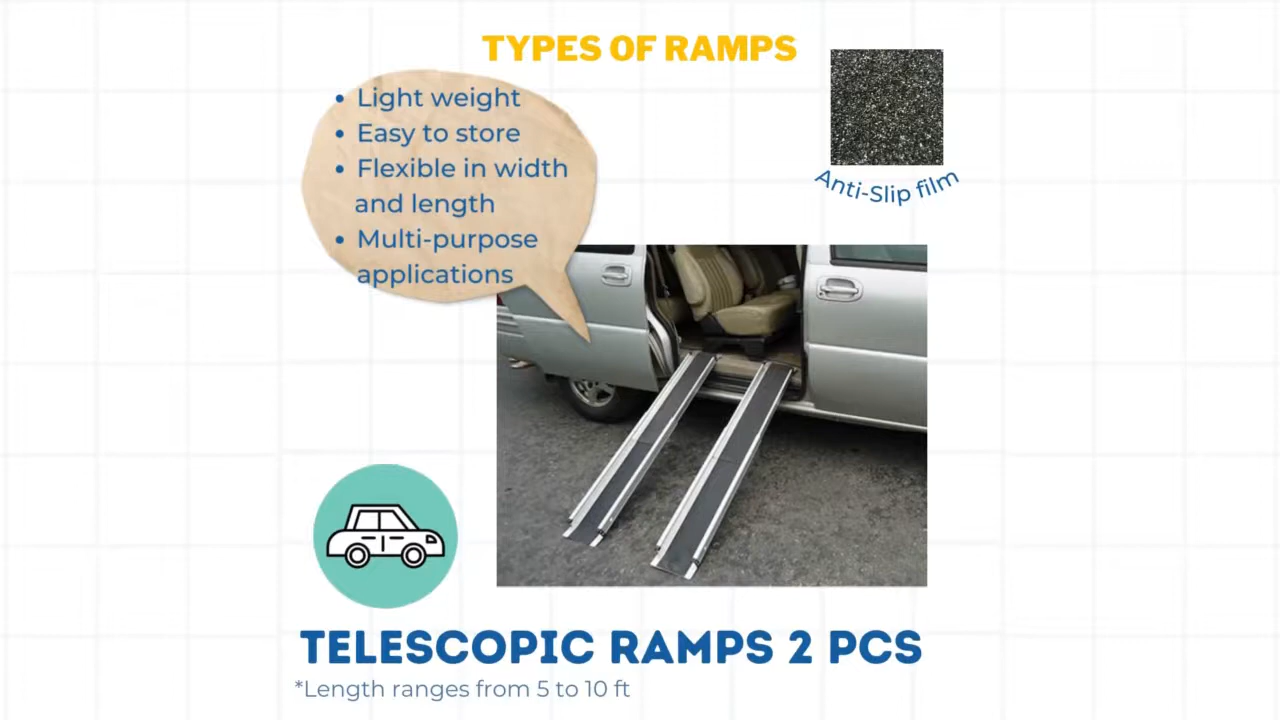 TYPES OF RAMPS
• Light weight
• Easy to store
• Flexible in width
and length
• Multi-purpose
applications
Anti-Slip film
TELESCOPIC RAMPS 2 PCS
*Length ranges from 5 to 10 ft